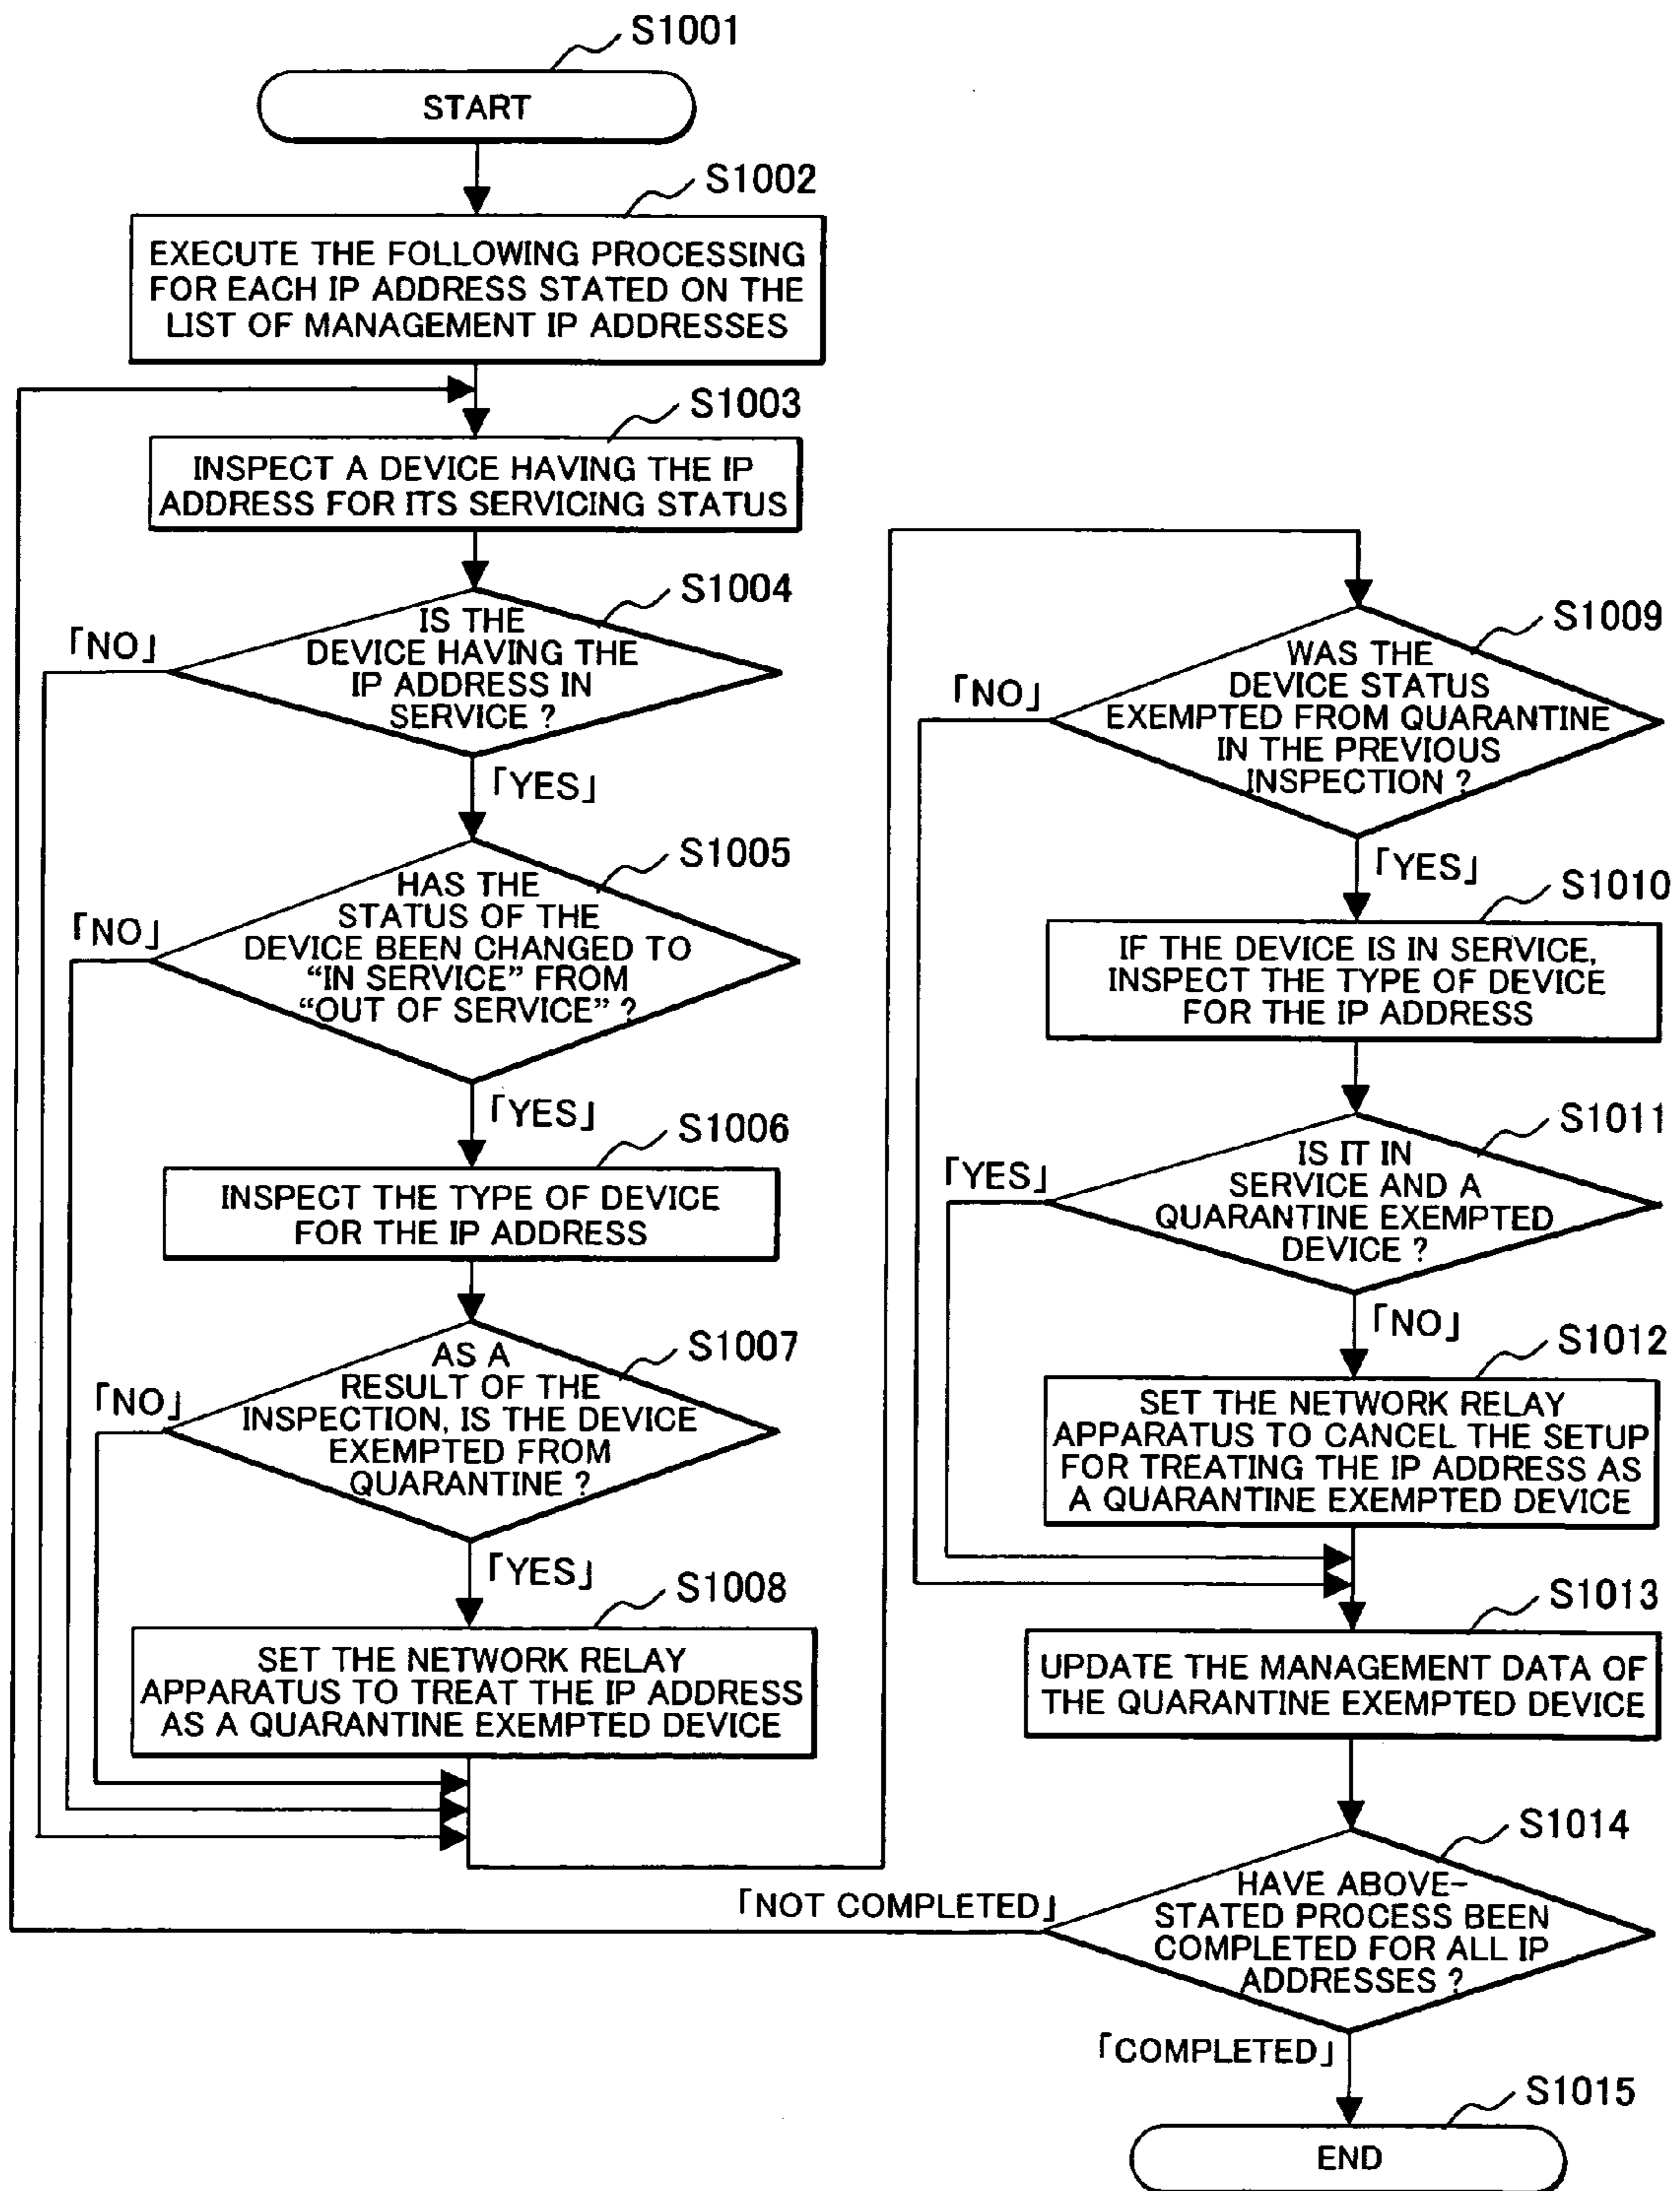 S1001
START
S1002
EXECUTE THE FOLLOWING PROCESSING
FOR EACH IP ADDRESS STATED ON THE
LIST OF MANAGEMENT IP ADDRESSES
S1003
INSPECT A DEVICE HAVING THE IP
ADDRESS FOR ITS SERVICING STATUS
S1004
IS THE
DEVICE HAVING THE
IP ADDRESS IN
SERVICE ?
「NO」
「YES」
S1005
HAS THE
STATUS OF THE
DEVICE BEEN CHANGED TO
“IN SERVICE” FROM
“OUT OF SERVICE” ?
「NO」
「YES」
S1006
INSPECT THE TYPE OF DEVICE
FOR THE IP ADDRESS
S1007
AS A
RESULT OF THE
INSPECTION, IS THE DEVICE
EXEMPTED FROM
QUARANTINE ?
「NO」
「YES」
S1008
SET THE NETWORK RELAY
APPARATUS TO TREAT THE IP ADDRESS
AS A QUARANTINE EXEMPTED DEVICE
S1009
WAS THE
DEVICE STATUS
EXEMPTED FROM QUARANTINE
IN THE PREVIOUS
INSPECTION ?
「NO」
「YES」
S1010
IF THE DEVICE IS IN SERVICE,
INSPECT THE TYPE OF DEVICE
FOR THE IP ADDRESS
S1011
IS IT IN
SERVICE AND A
QUARANTINE EXEMPTED
DEVICE ?
「YES」
「NO」
S1012
SET THE NETWORK RELAY
APPARATUS TO CANCEL THE SETUP
FOR TREATING THE IP ADDRESS AS
A QUARANTINE EXEMPTED DEVICE
S1013
UPDATE THE MANAGEMENT DATA OF
THE QUARANTINE EXEMPTED DEVICE
S1014
HAVE ABOVE-
STATED PROCESS BEEN
COMPLETED FOR ALL IP
ADDRESSES ?
「NOT COMPLETED」
「COMPLETED」
S1015
END